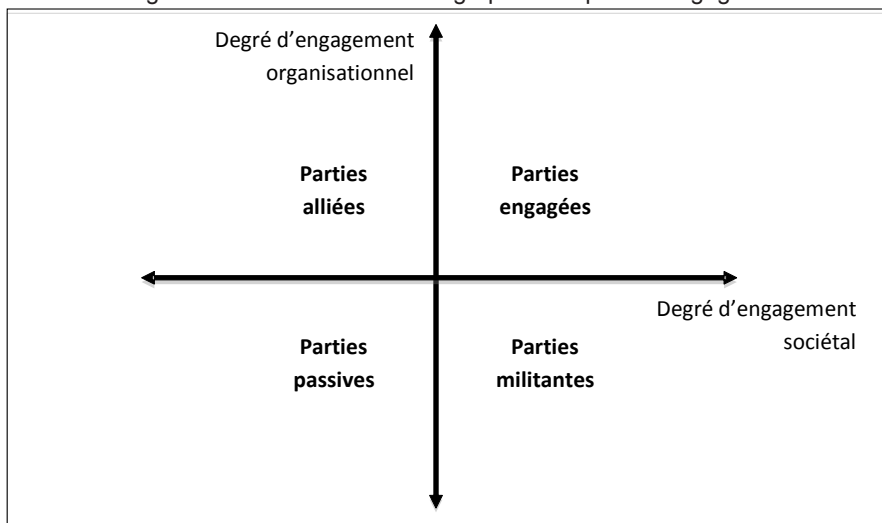 Degré d’engagement
organisationnel
Parties
alliées
Parties
engagées
Degré d’engagement
sociétal
Parties
passives
Parties
militantes